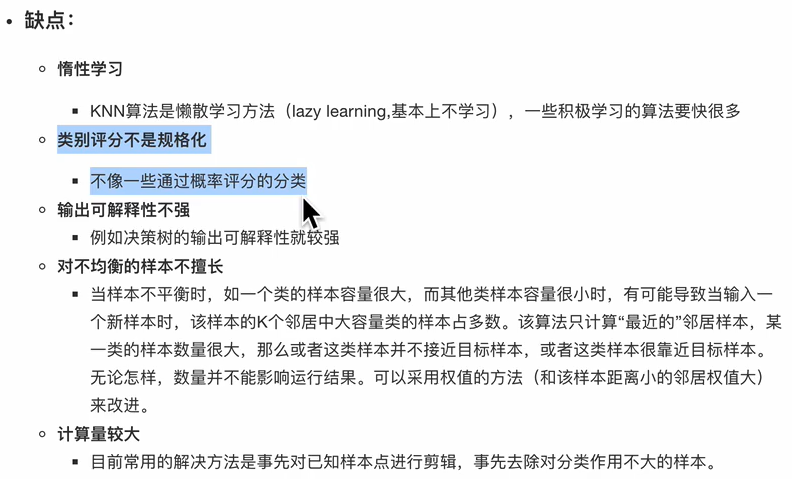 缺点：
惰性学习
KNN算法是懒散学习方法（lazy learning,基本上不学习），一些积极学习的算法要快很多
类别评分不是规格化
不像一些通过概率评分的分类
输出可解释性不强
例如决策树的输出可解释性就较强
对不均衡的样本不擅长
当样本不平衡时，如一个类的样本容量很大，而其他类样本容量很小时，有可能导致当输入一
个新样本时，该样本的K个邻居中大容量类的样本占多数。该算法只计算“最近的”邻居样本，某
一类的样本数量很大，那么或者这类样本并不接近目标样本，或者这类样本很靠近目标样本。
无论怎样，数量并不能影响运行结果。可以采用权值的方法（和该样本距离小的邻居权值大）
来改进。
计算量较大
目前常用的解决方法是事先对已知样本点进行剪辑，事先去除对分类作用不大的样本。